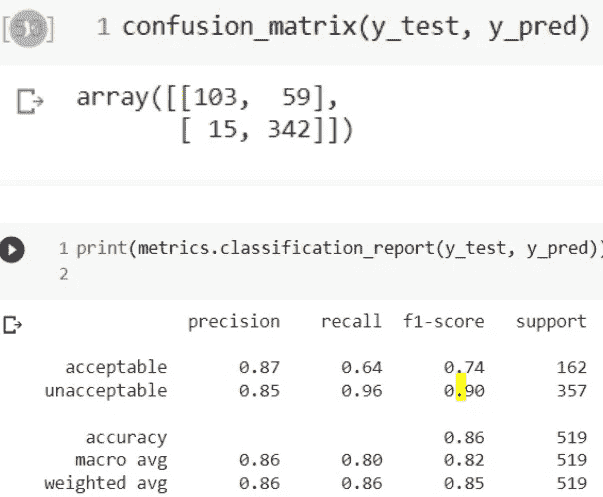 1 confusion_matrix(y_test, y_pred)
array([[103, 59],
[ 15, 342]])
1 print(metrics.classification_report(y_test, y_pred))
2
precision recall f1-score support
acceptable 0.87 0.64 0.74 162
unacceptable 0.85 0.96 0.90 357
accuracy 0.86 519
macro avg 0.86 0.80 0.82 519
weighted avg 0.86 0.86 0.85 519